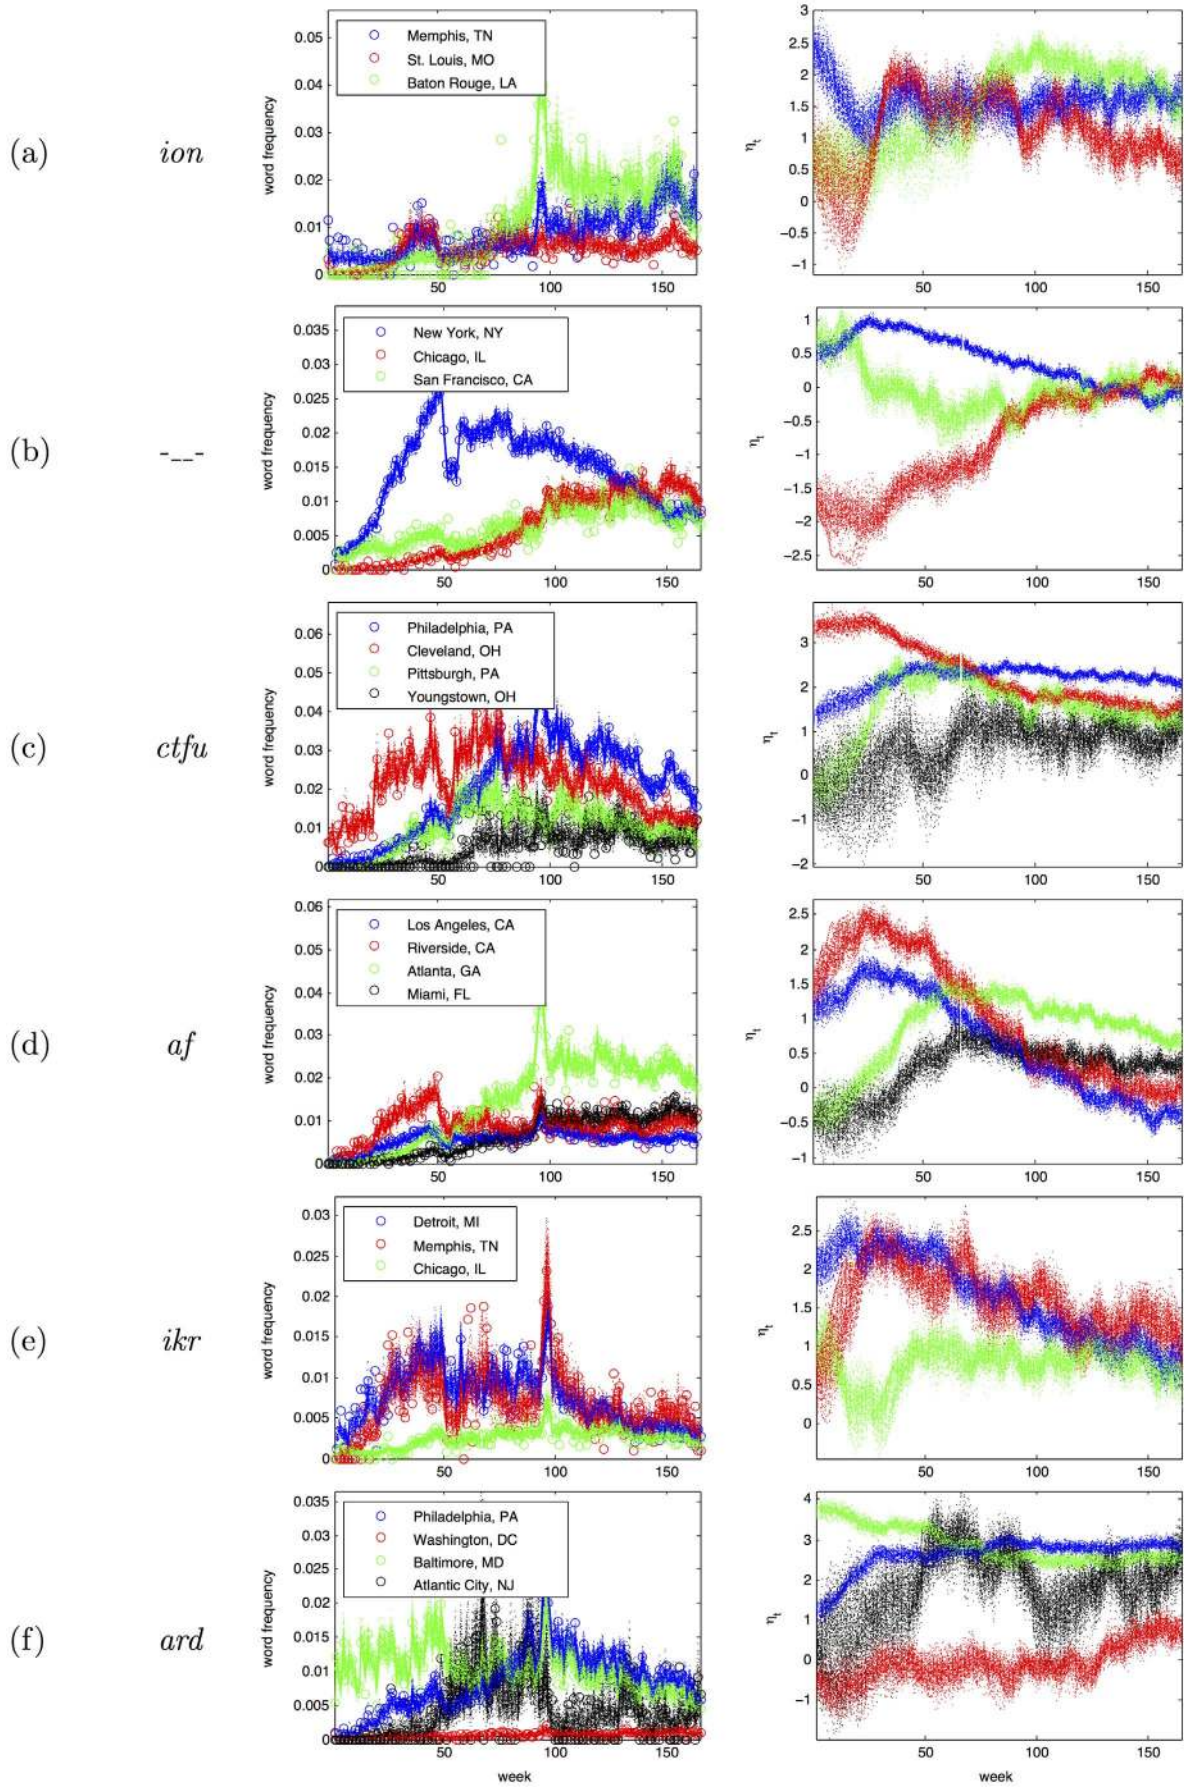 (a) ion
word frequency
0.05
0.04
0.03
0.02
0.01
0
50 100 150
Memphis, TN
St. Louis, MO
Baton Rouge, LA
ηt
3
2.5
2
1.5
1
0.5
0
−0.5
−1
50 100 150
(b) -__-
word frequency
0.035
0.03
0.025
0.02
0.015
0.01
0.005
0
50 100 150
New York, NY
Chicago, IL
San Francisco, CA
ηt
1
0.5
0
−0.5
−1
−1.5
−2
−2.5
50 100 150
(c) ctfu
word frequency
0.06
0.05
0.04
0.03
0.02
0.01
0
50 100 150
Philadelphia, PA
Cleveland, OH
Pittsburgh, PA
Youngstown, OH
ηt
3
2
1
0
−1
−2
50 100 150
(d) af
word frequency
0.06
0.05
0.04
0.03
0.02
0.01
0
50 100 150
Los Angeles, CA
Riverside, CA
Atlanta, GA
Miami, FL
ηt
2.5
2
1.5
1
0.5
0
−0.5
−1
50 100 150
(e) ikr
word frequency
0.03
0.025
0.02
0.015
0.01
0.005
0
50 100 150
Detroit, MI
Memphis, TN
Chicago, IL
ηt
2.5
2
1.5
1
0.5
0
50 100 150
(f) ard
word frequency
0.035
0.03
0.025
0.02
0.015
0.01
0.005
0
50 100 150
week
Philadelphia, PA
Washington, DC
Baltimore, MD
Atlantic City, NJ
ηt
4
3
2
1
0
−1
50 100 150
week